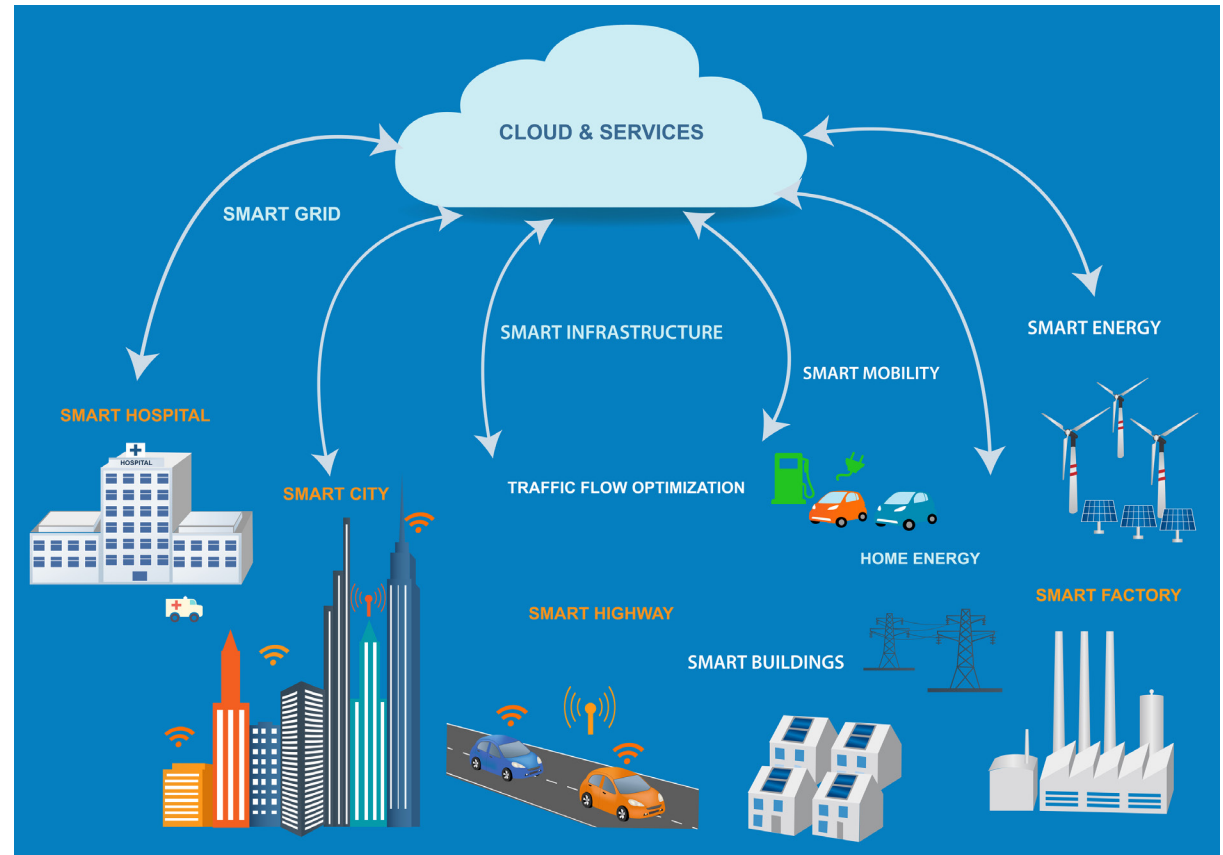 CLOUD & SERVICES
SMART GRID
SMART INFRASTRUCTURE
SMART ENERGY
SMART MOBILITY
SMART HOSPITAL
HOSPITAL
SMART CITY
TRAFFIC FLOW OPTIMIZATION
HOME ENERGY
SMART FACTORY
SMART HIGHWAY
SMART BUILDINGS